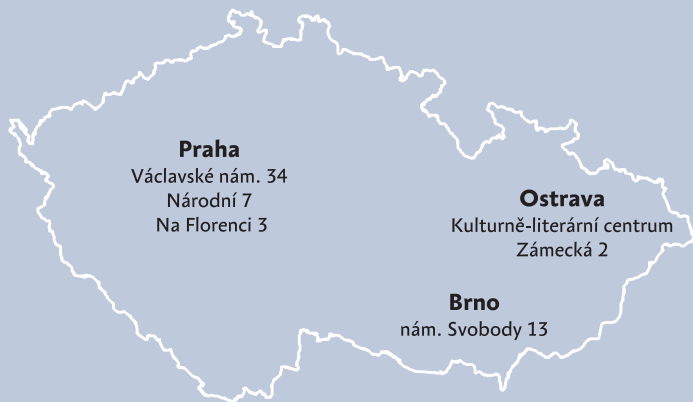 Praha
Václavské nám. 34
Národní 7
Na Florenci 3
Ostrava
Kulturně-literární centrum
Zámecká 2
Brno
nám. Svobody 13